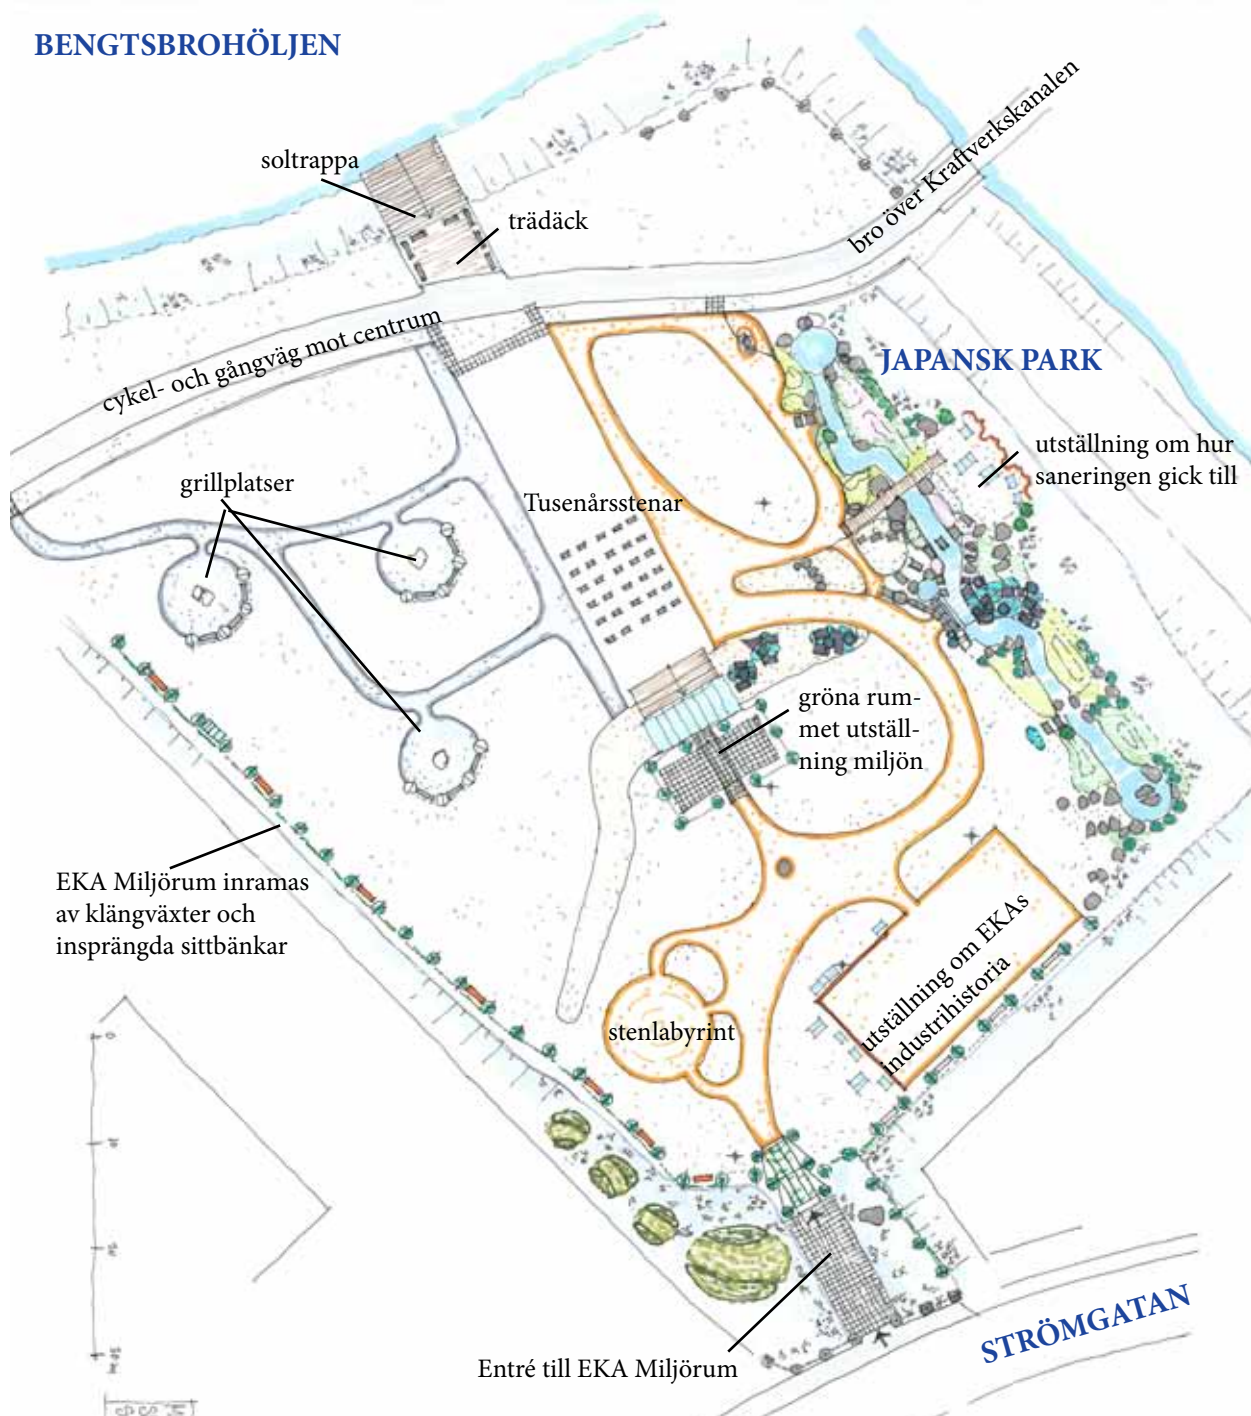 BENGTSBROHÖLJEN
soltrappa
trädäck
bro över Kraftverkskanalen
cykel- och gångväg mot centrum
JAPANSK PARK
utställning om hur
saneringen gick till
grillplatser
Tusenårsstenar
gröna rum-
met utställ-
ning miljön
EKA Miljörum inramas
av klängväxter och
insprängda sittbänkar
stenlabyrint
utställning om EKAs
industrihistoria
STRÖMGATAN
Entré till EKA Miljörum
0
10